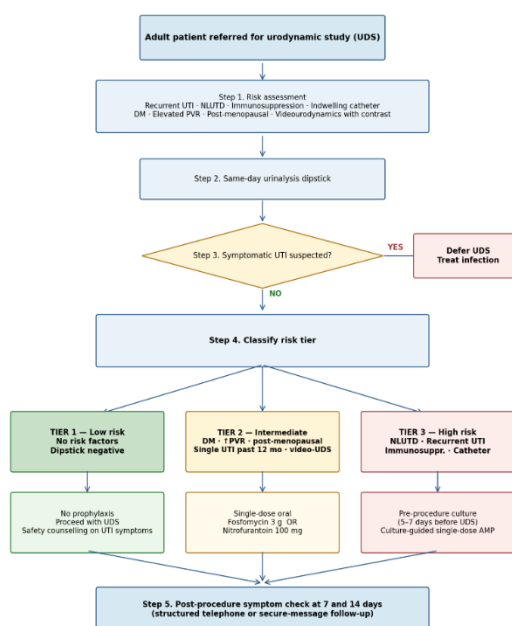 Adult patient referred for urodynamic study (UDS)
Step 1. Risk assessment
Recurrent UTI · NLUTD · Immunosuppression · Indwelling catheter
DM · Elevated PVR · Post-menopausal · Videourodynamics with contrast
Step 2. Same-day urinalysis dipstick
Step 3. Symptomatic UTI suspected?
YES
Defer UDS
Treat infection
NO
Step 4. Classify risk tier
TIER 1 — Low risk
No risk factors
Dipstick negative
TIER 2 — Intermediate
DM · ↑PVR · post-menopausal
Single UTI past 12 mo · video-UDS
TIER 3 — High risk
NLUTD · Recurrent UTI
Immunosuppr. · Catheter
No prophylaxis
Proceed with UDS
Safety counselling on UTI symptoms
Single-dose oral
Fosfomycin 3 g OR
Nitrofurantoin 100 mg
Pre-procedure culture
(5–7 days before UDS)
Culture-guided single-dose AMP
Step 5. Post-procedure symptom check at 7 and 14 days
(structured telephone or secure-message follow-up)